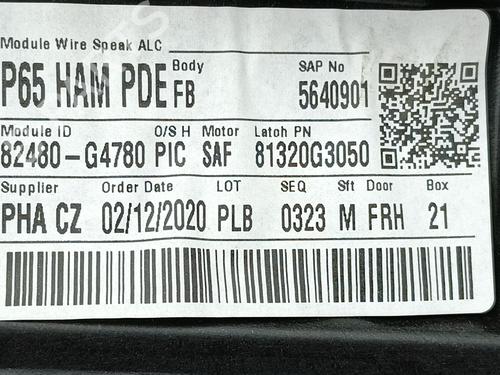 Module Wire Speak ALC
P65 HAM PDE Body FB SAP No 5640901
Module ID O/S H Motor Latch PN
82480-G4780 PIC SAF 81320G3050
Supplier Order Date LOT SEQ Sft Door Box
PHA CZ 02/12/2020 PLB 0323 M FRH 21